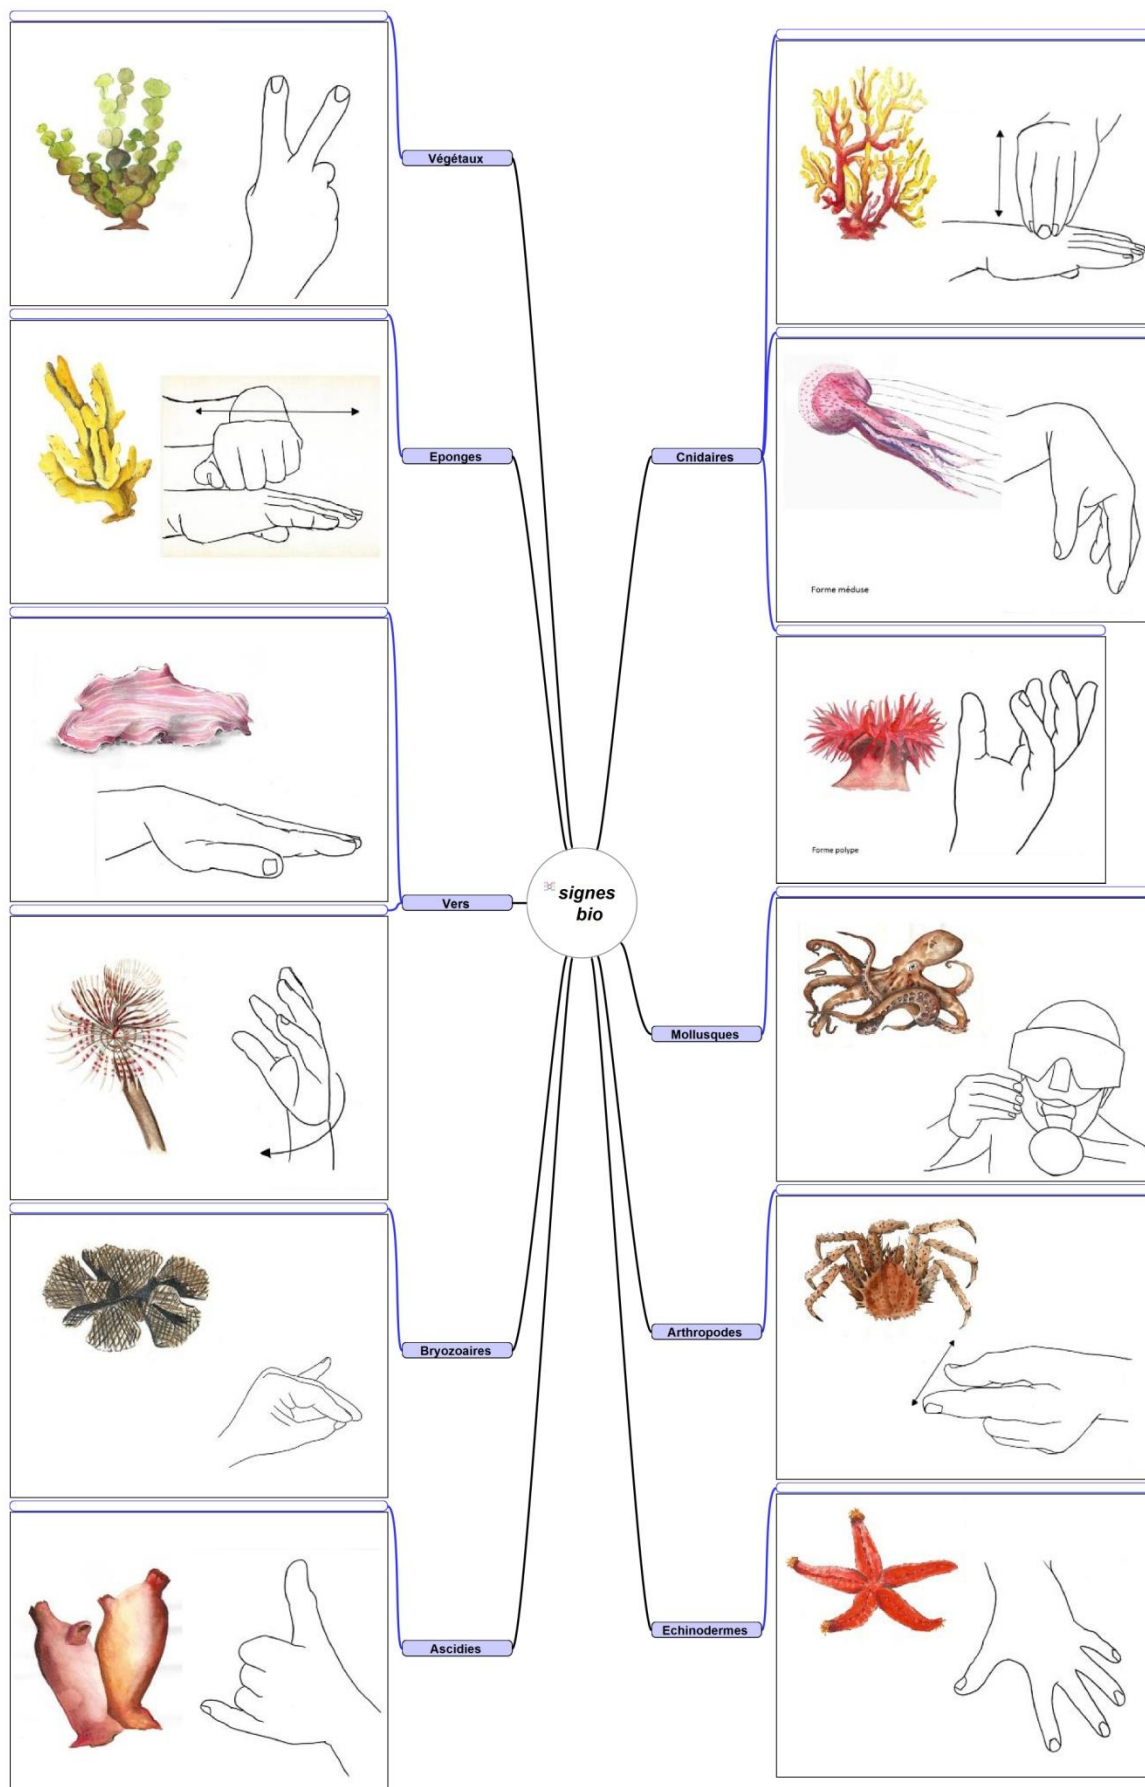 signes
bio
Végétaux
Eponges
Vers
Bryozoaires
Ascidies
Cnidaires
Forme méduse
Forme polype
Mollusques
Arthropodes
Echinodermes